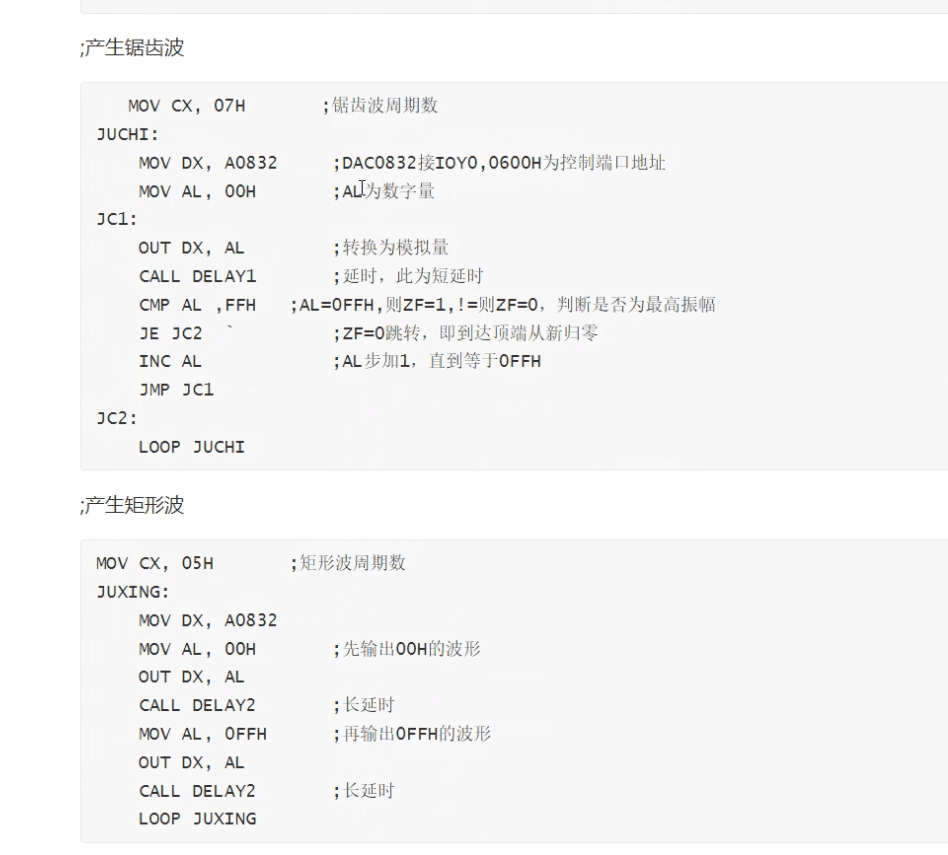 ;产生锯齿波
MOV CX, 07H ;锯齿波周期数
JUCHI:
MOV DX, A0832 ;DAC0832接IOY0,0600H为控制端口地址
MOV AL, 00H ;AL为数字量
JC1:
OUT DX, AL ;转换为模拟量
CALL DELAY1 ;延时，此为短延时
CMP AL ,FFH ;AL=0FFH,则ZF=1,!=则ZF=0，判断是否为最高振幅
JE JC2 ` ;ZF=0跳转，即到达顶端从新归零
INC AL ;AL步加1，直到等于0FFH
JMP JC1
JC2:
LOOP JUCHI
;产生矩形波
MOV CX, 05H ;矩形波周期数
JUXING:
MOV DX, A0832
MOV AL, 00H ;先输出00H的波形
OUT DX, AL
CALL DELAY2 ;长延时
MOV AL, 0FFH ;再输出0FFH的波形
OUT DX, AL
CALL DELAY2 ;长延时
LOOP JUXING